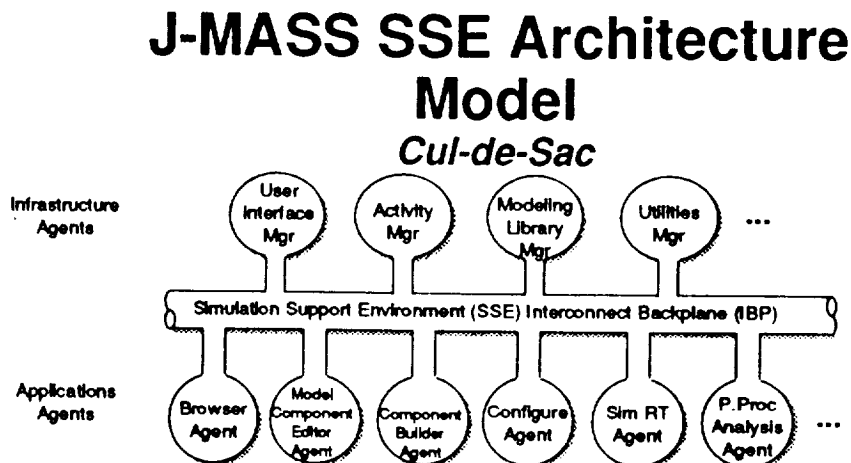 J-MASS SSE Architecture
Model
Cul-de-Sac
Infrastructure
Agents
User
Interface
Mgr
Activity
Mgr
Modeling
Library
Mgr
Utilities
Mgr
...
Simulation Support Environment (SSE) Interconnect Backplane (IBP)
Applications
Agents
Browser
Agent
Model
Component
Editor
Agent
Component
Builder
Agent
Configure
Agent
Sim RT
Agent
P.Proc
Analysis
Agent
...